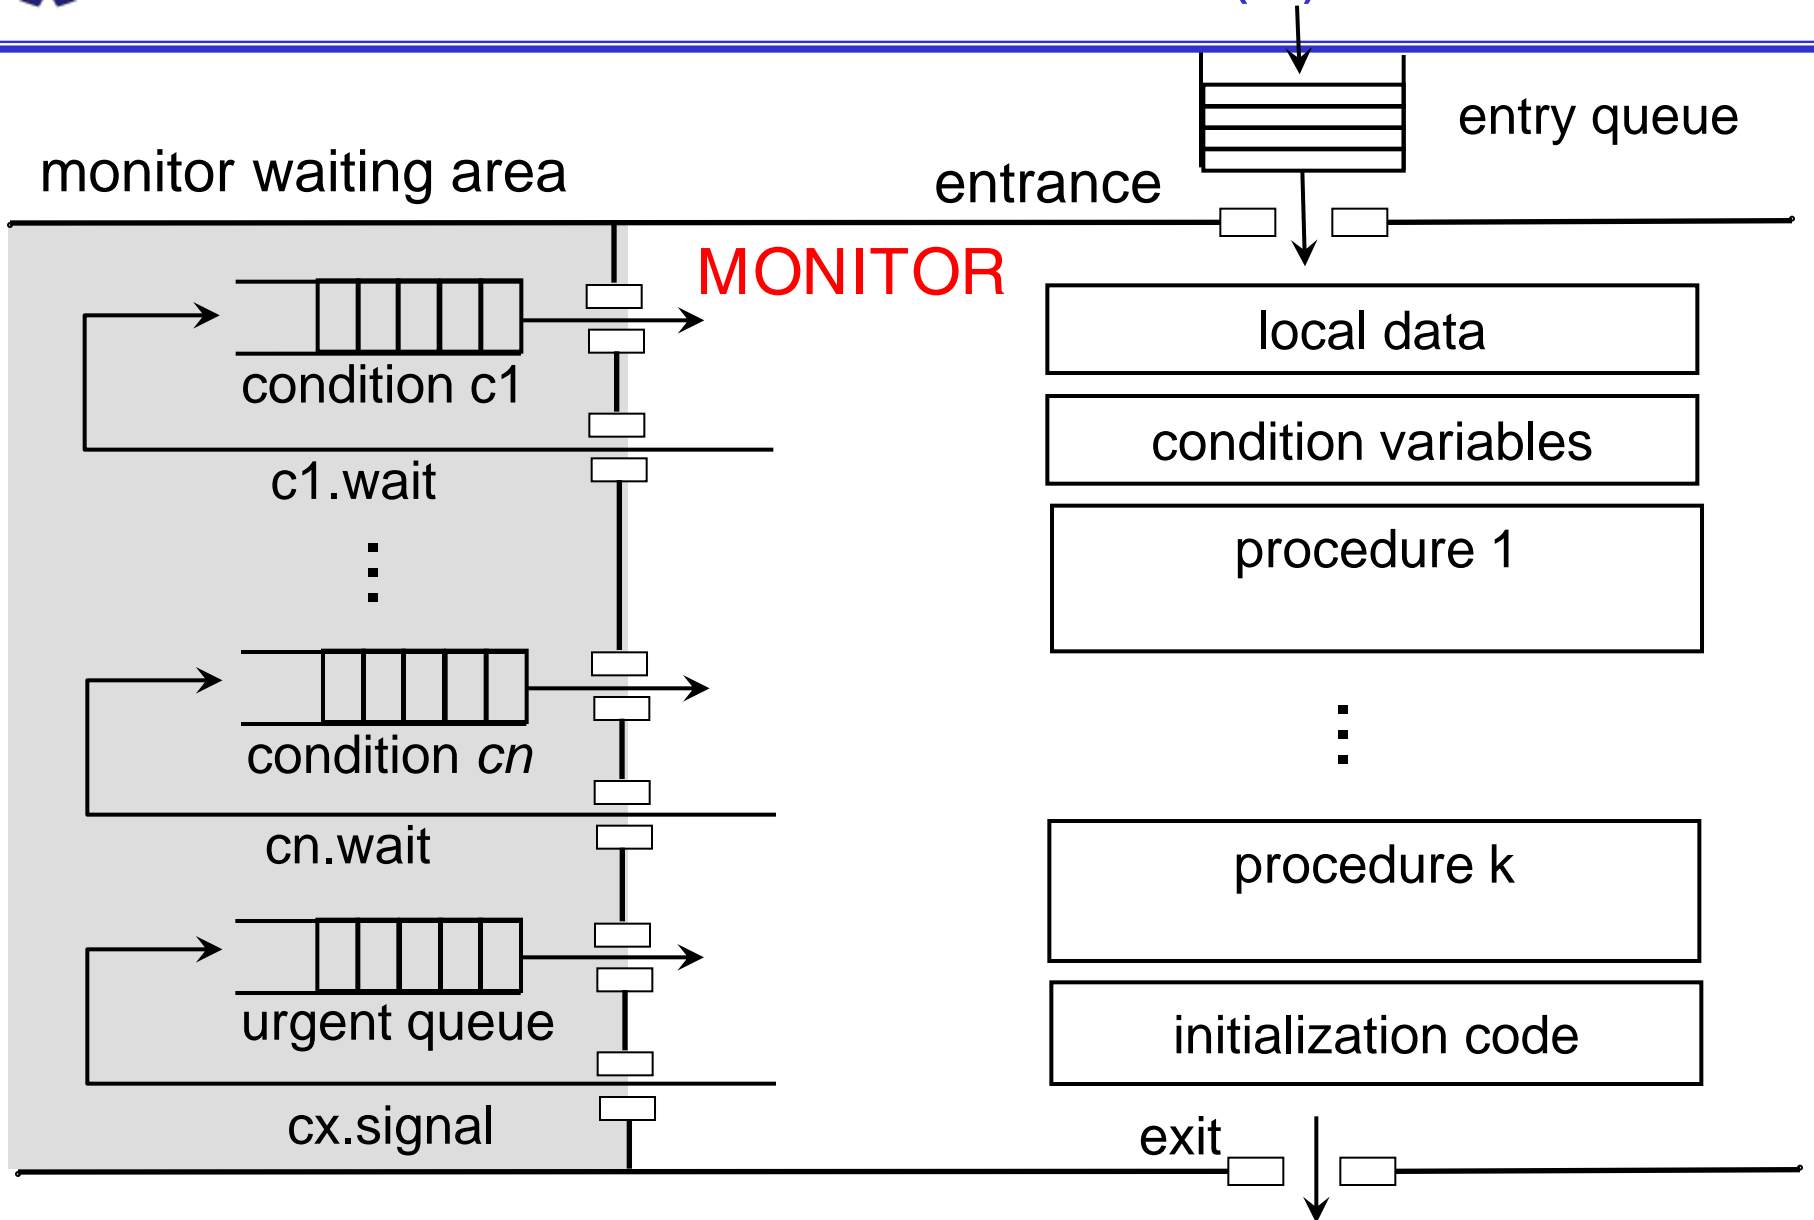 entry queue
monitor waiting area
entrance
MONITOR
local data
condition c1
condition variables
c1.wait
procedure 1
condition cn
cn.wait
procedure k
urgent queue
initialization code
cx.signal
exit